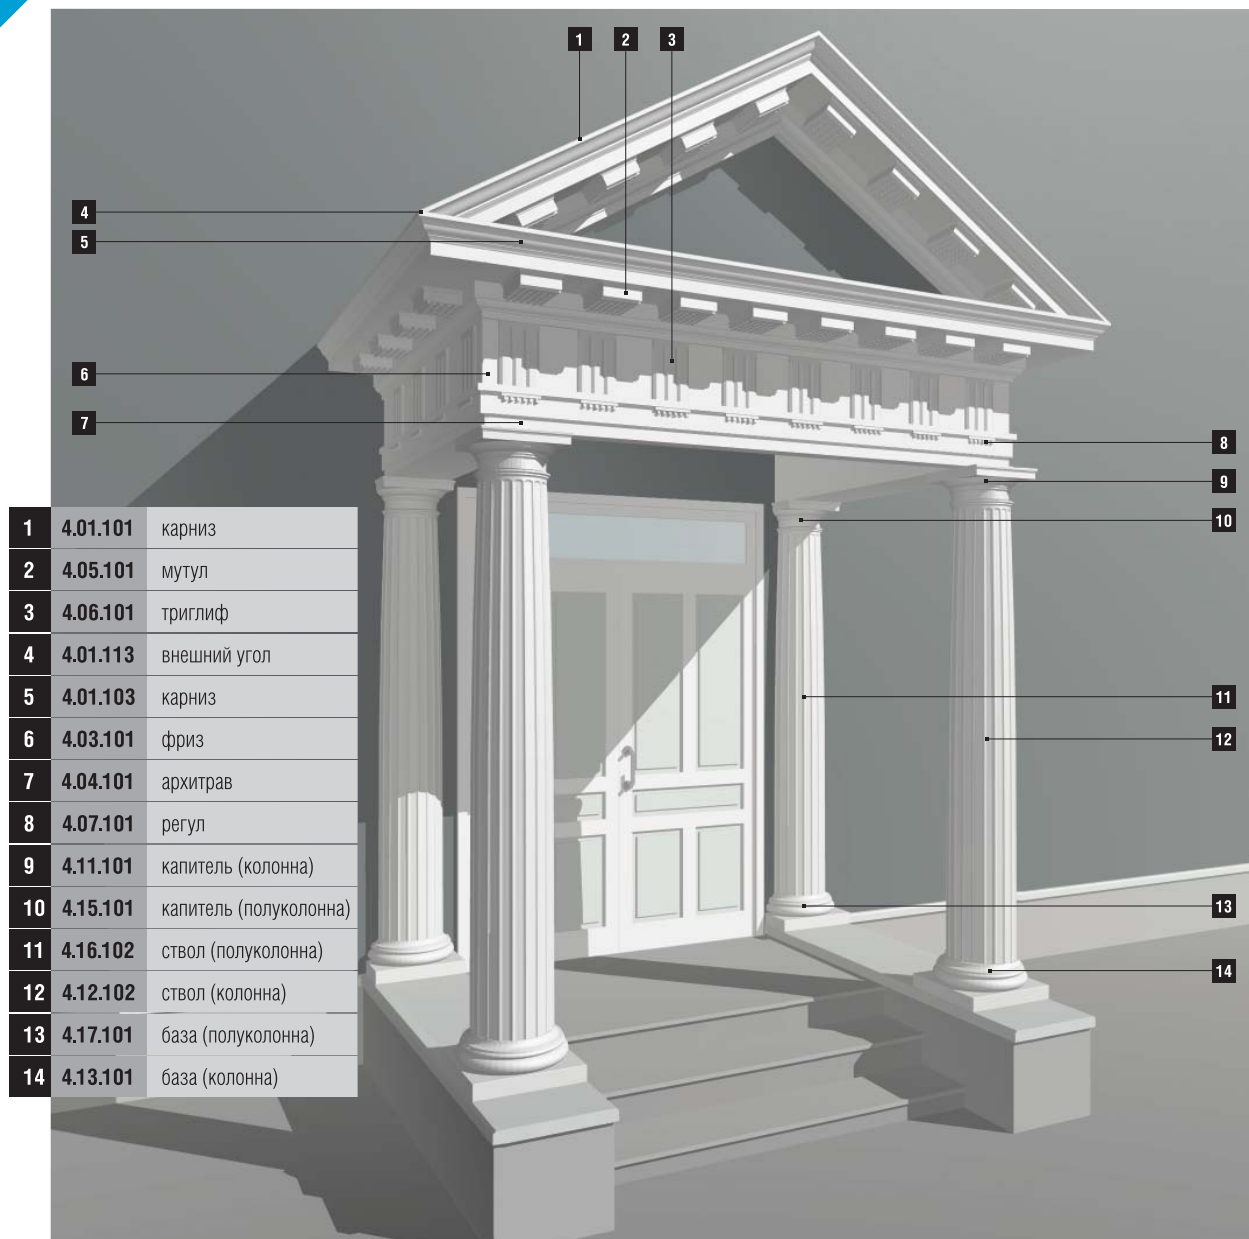 1
2
3
4
5
6
7
8
9
10
11
12
13
14
1 4.01.101 карниз
2 4.05.101 мутул
3 4.06.101 триглиф
4 4.01.113 внешний угол
5 4.01.103 карниз
6 4.03.101 фриз
7 4.04.101 архитрав
8 4.07.101 регул
9 4.11.101 капитель (колонна)
10 4.15.101 капитель (полуколонна)
11 4.16.102 ствол (полуколонна)
12 4.12.102 ствол (колонна)
13 4.17.101 база (полуколонна)
14 4.13.101 база (колонна)